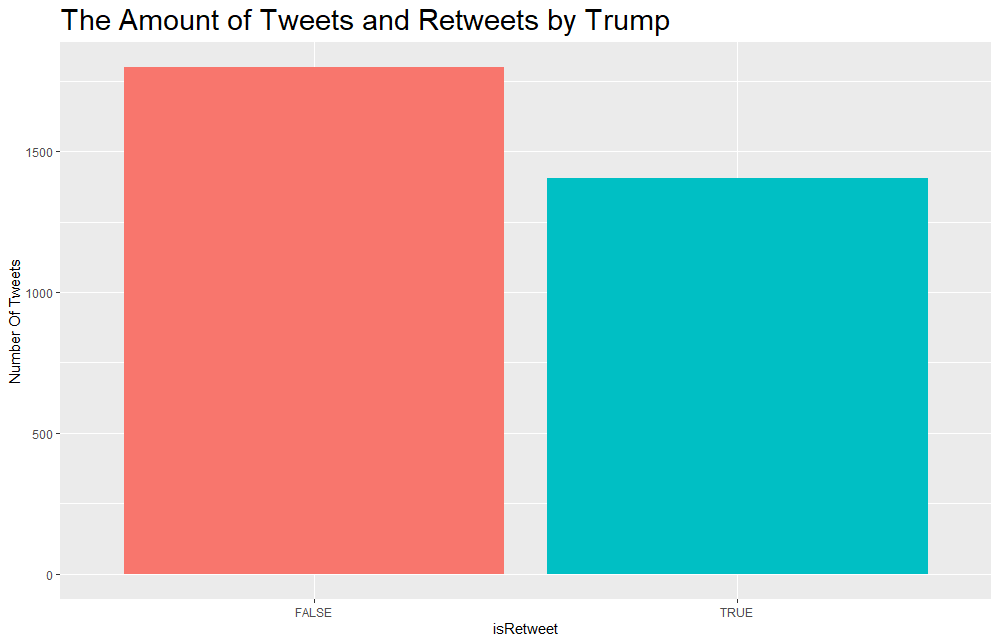 The Amount of Tweets and Retweets by Trump
Number Of Tweets
1500
1000
500
0
FALSE
TRUE
isRetweet